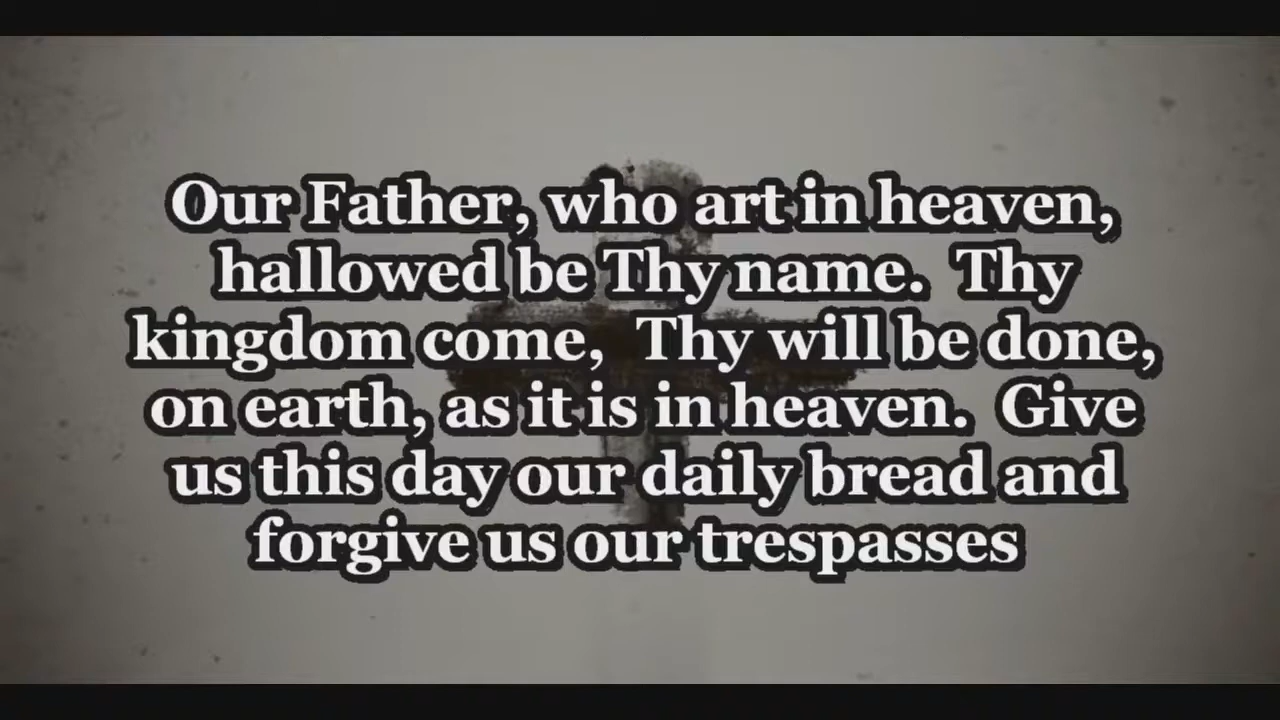 Our Father, who art in heaven,
hallowed be Thy name.  Thy
kingdom come,  Thy will be done,
on earth, as it is in heaven.  Give
us this day our daily bread and
forgive us our trespasses